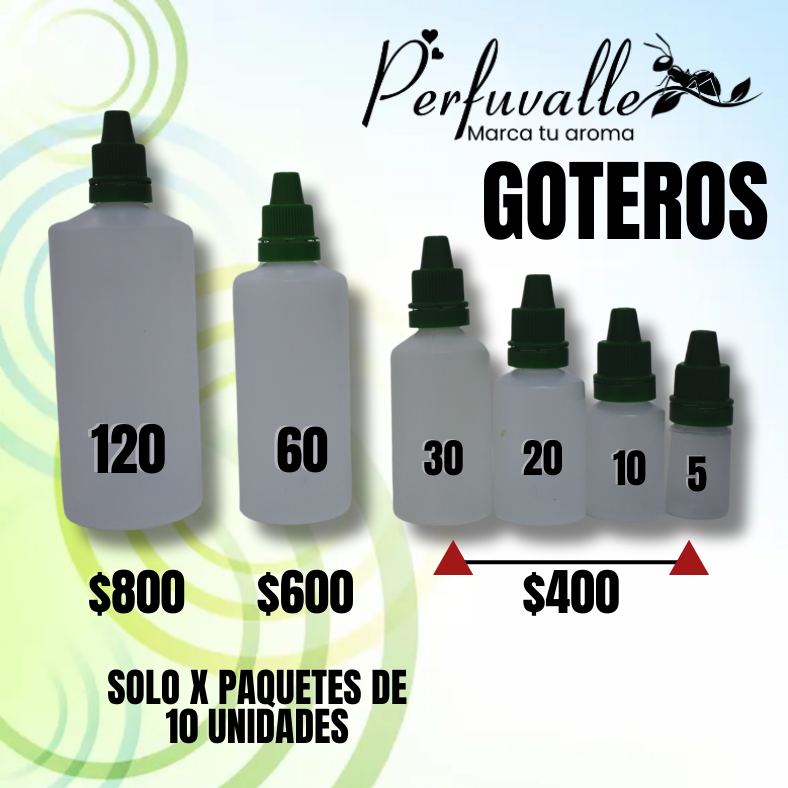 Perfuvalle
Marca tu aroma
GOTEROS
120
60
30
20
10
5
$800
$600
$400
SOLO X PAQUETES DE
10 UNIDADES